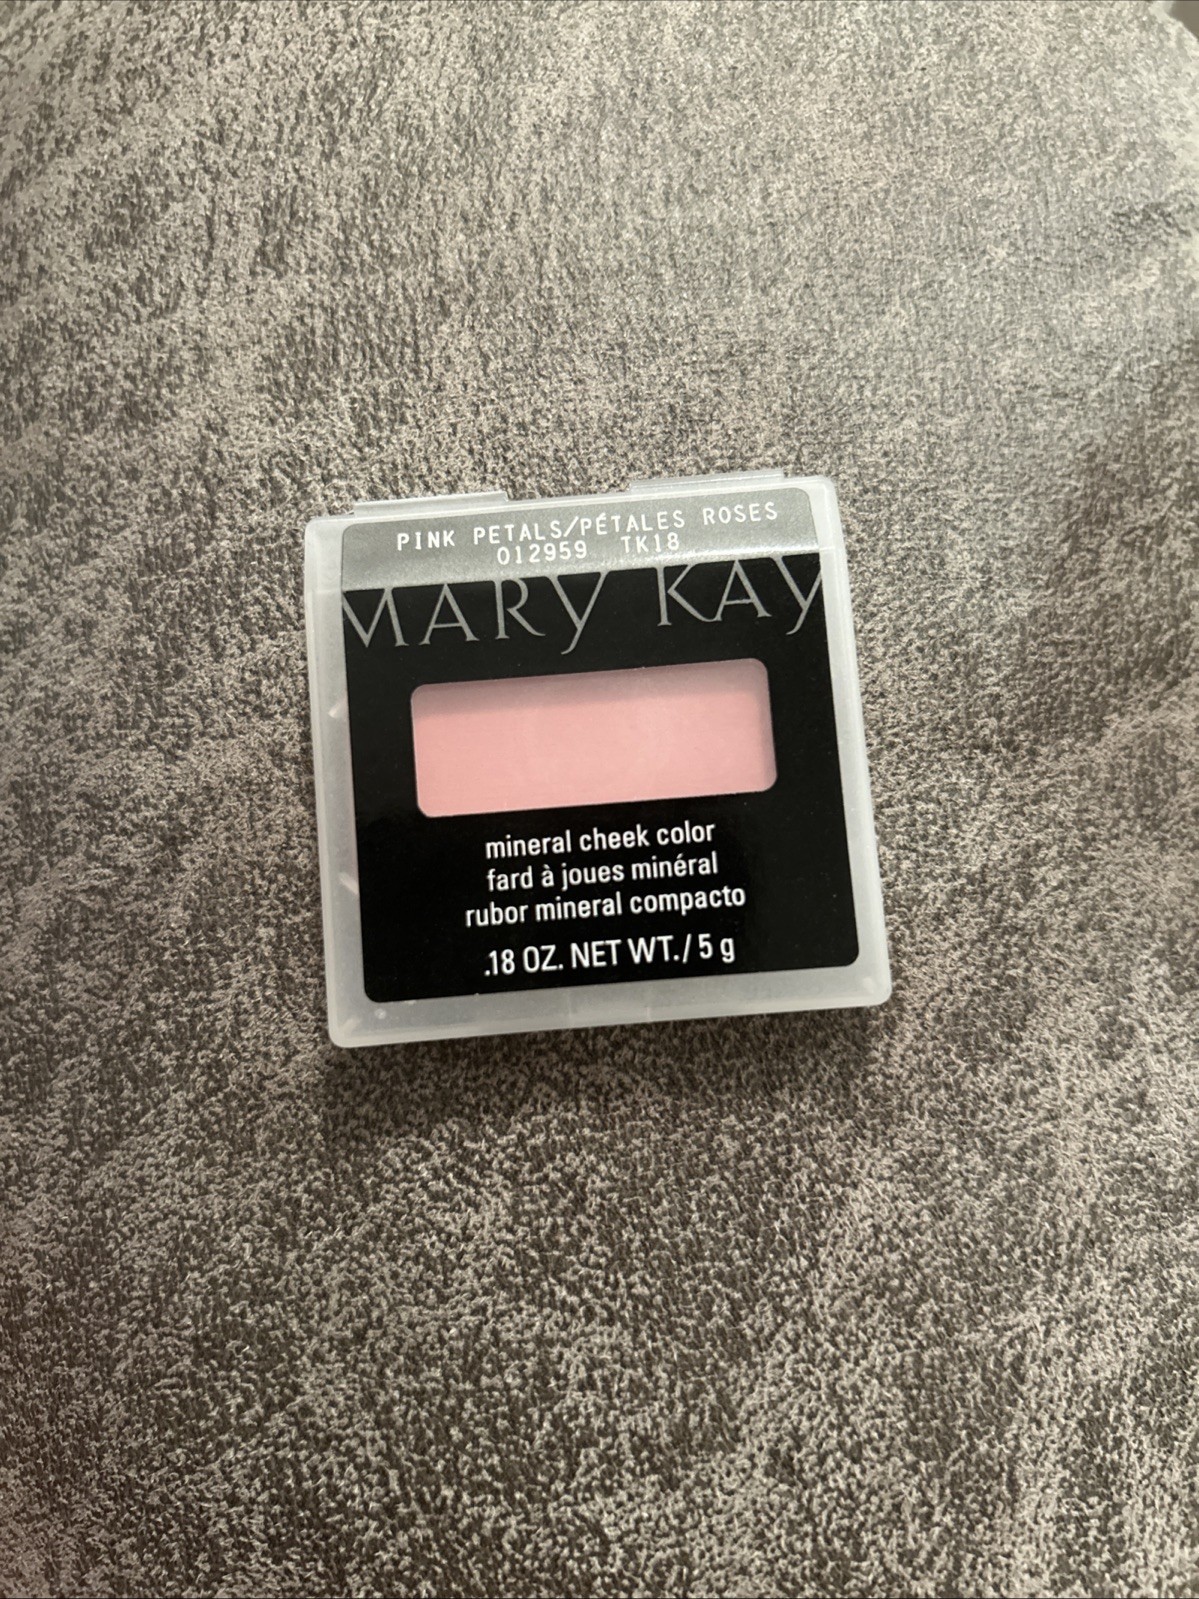 PINK PETALS/PÉTALES ROSES
012959 TK18
MARY KAY
mineral cheek color
fard à joues minéral
rubor mineral compacto
.18 OZ. NET WT./5 g